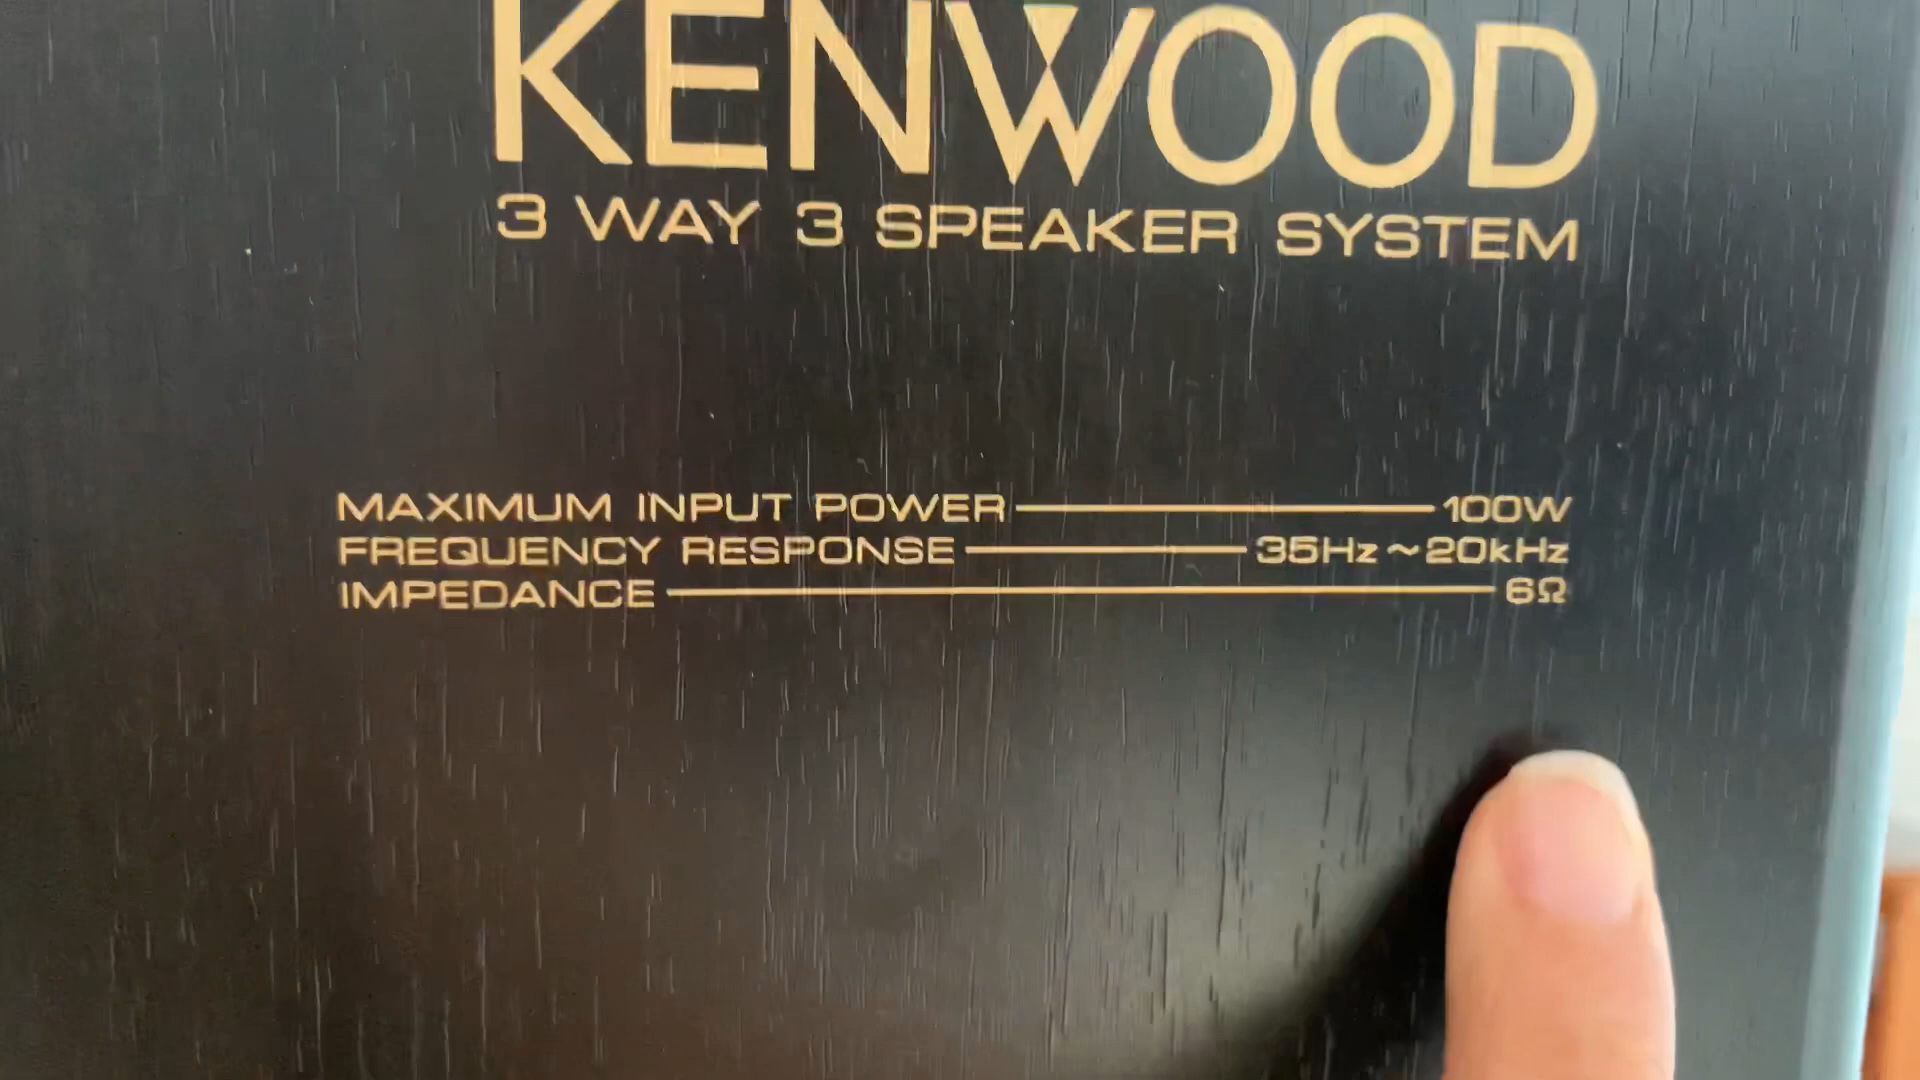 KENWOOD
3 WAY 3 SPEAKER SYSTEM
MAXIMUM INPUT POWER 100W
FREQUENCY RESPONSE 35Hz~20kHz
IMPEDANCE 6Ω